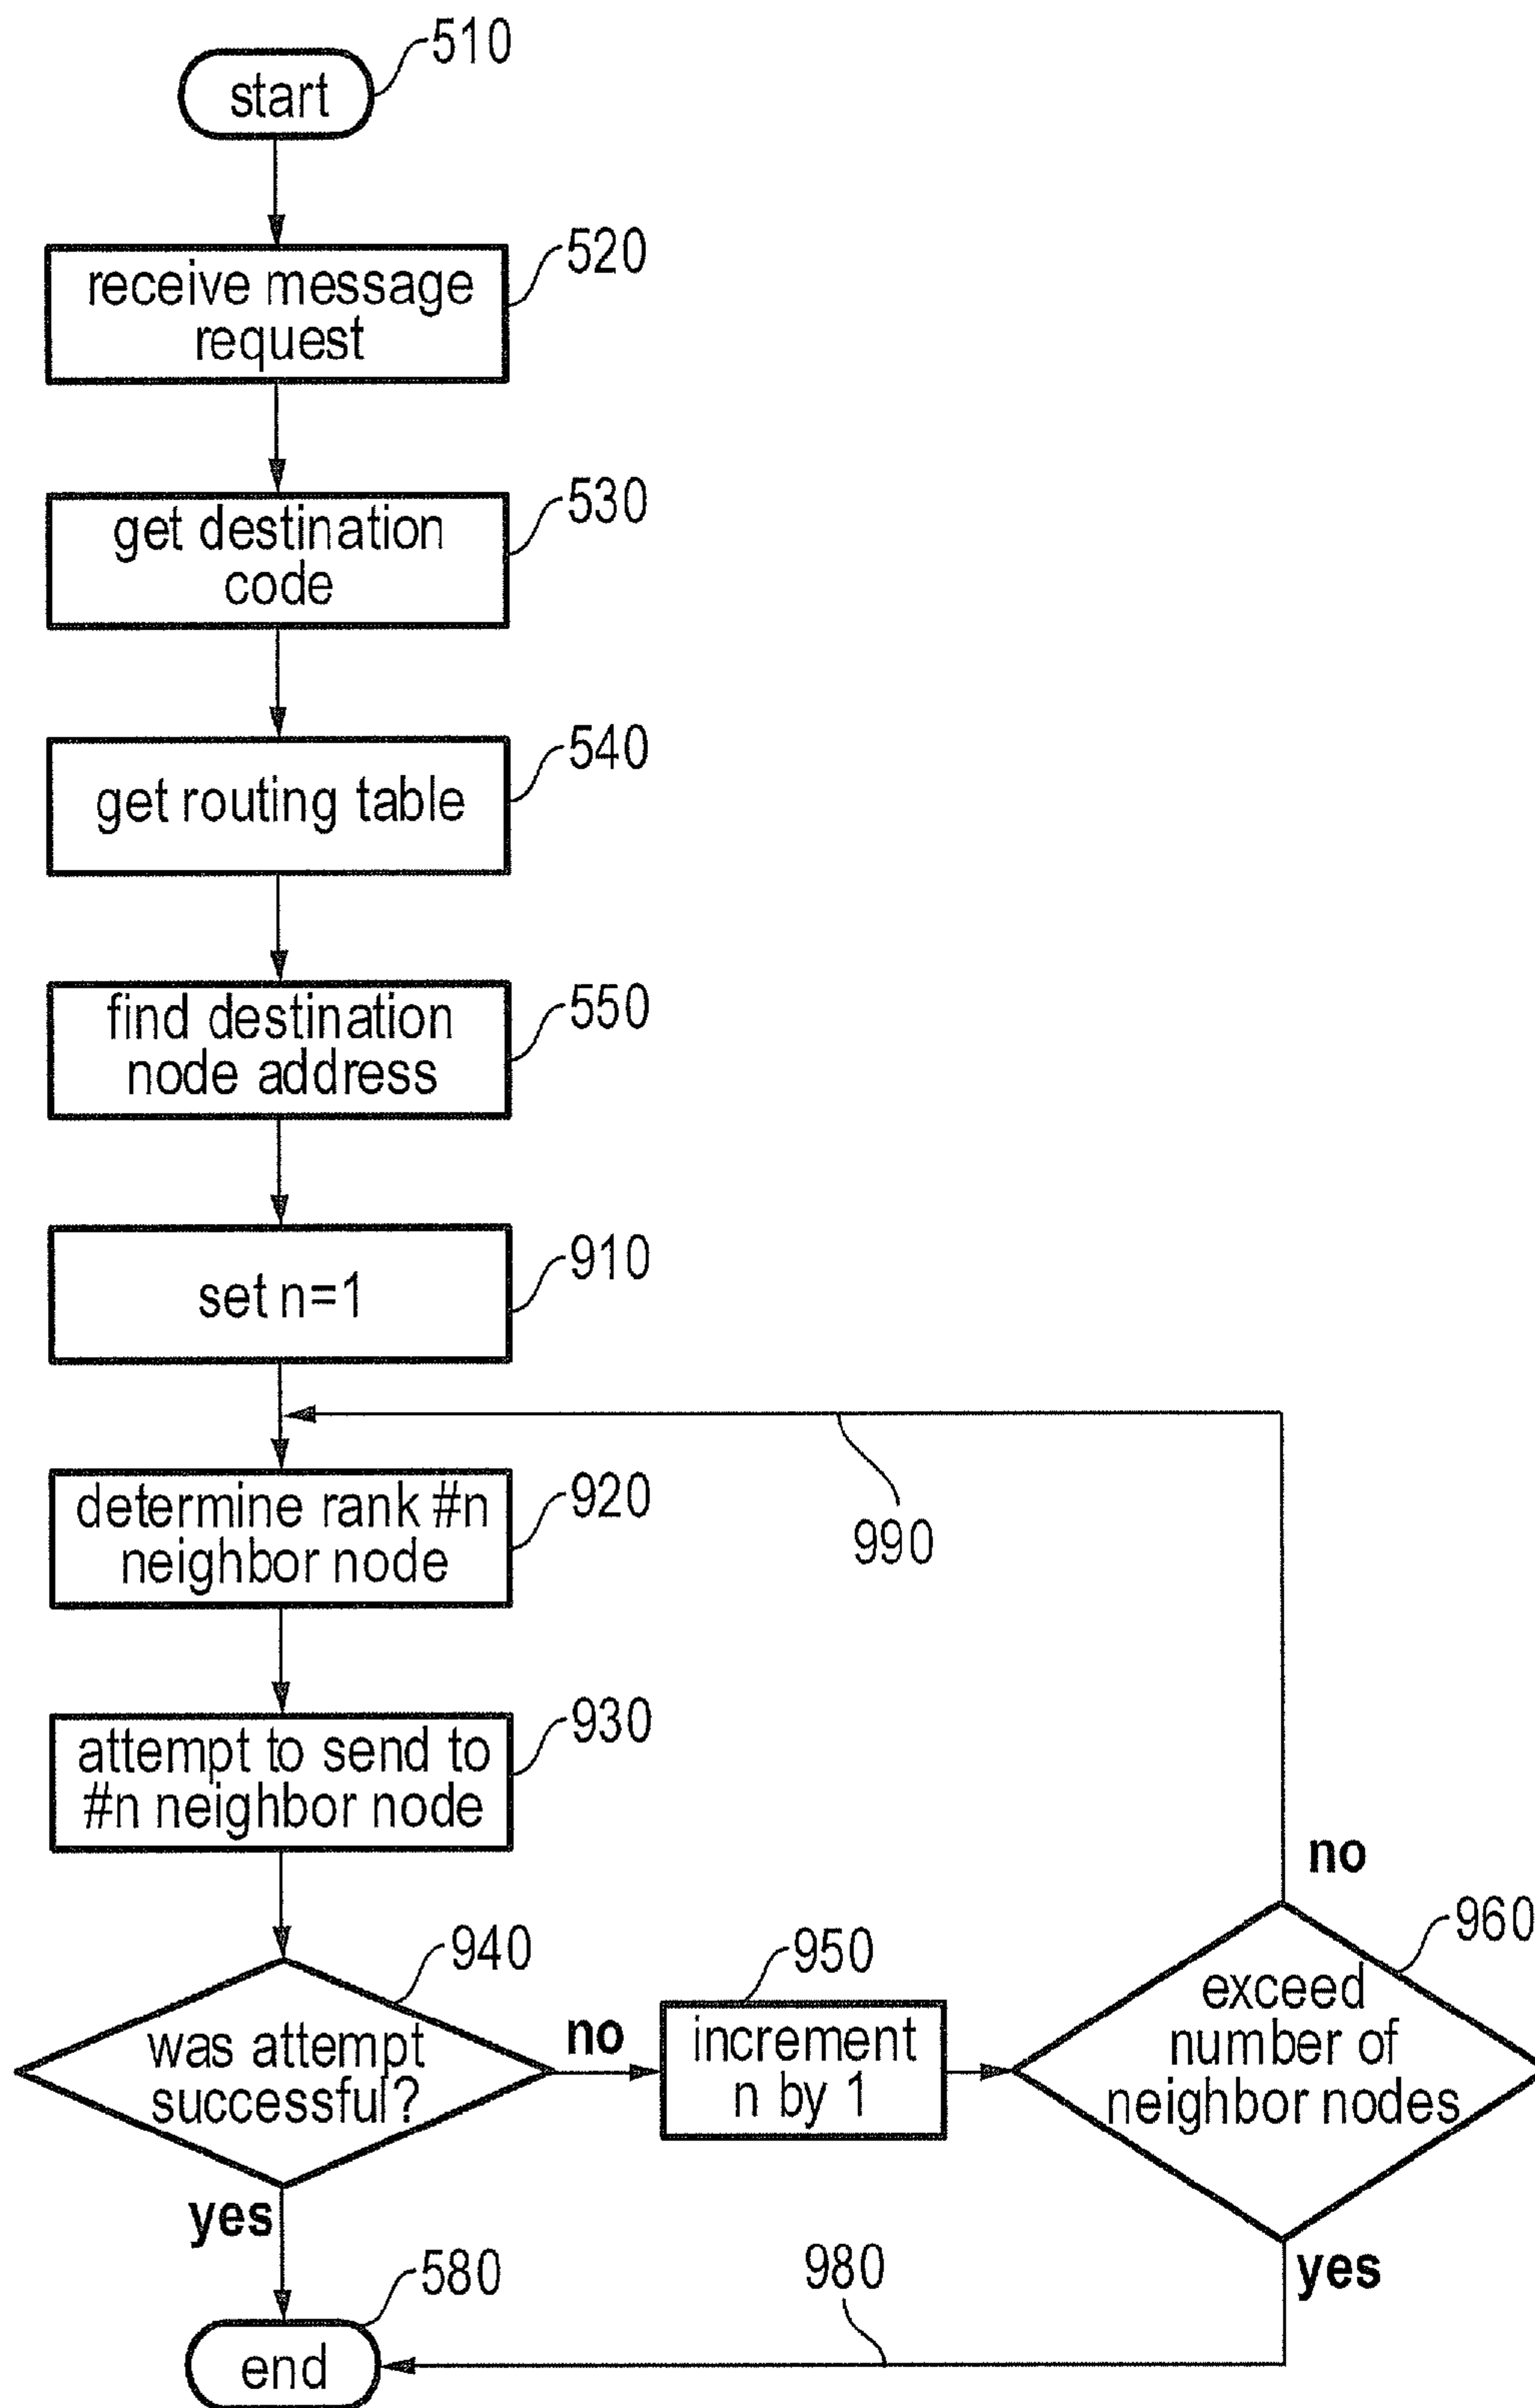 start
510
receive message
request
520
get destination
code
530
get routing table
540
find destination
node address
550
set n=1
910
determine rank #n
neighbor node
920
990
attempt to send to
#n neighbor node
930
was attempt
successful?
940
no
yes
increment
n by 1
950
exceed
number of
neighbor nodes
960
no
yes
980
end
580